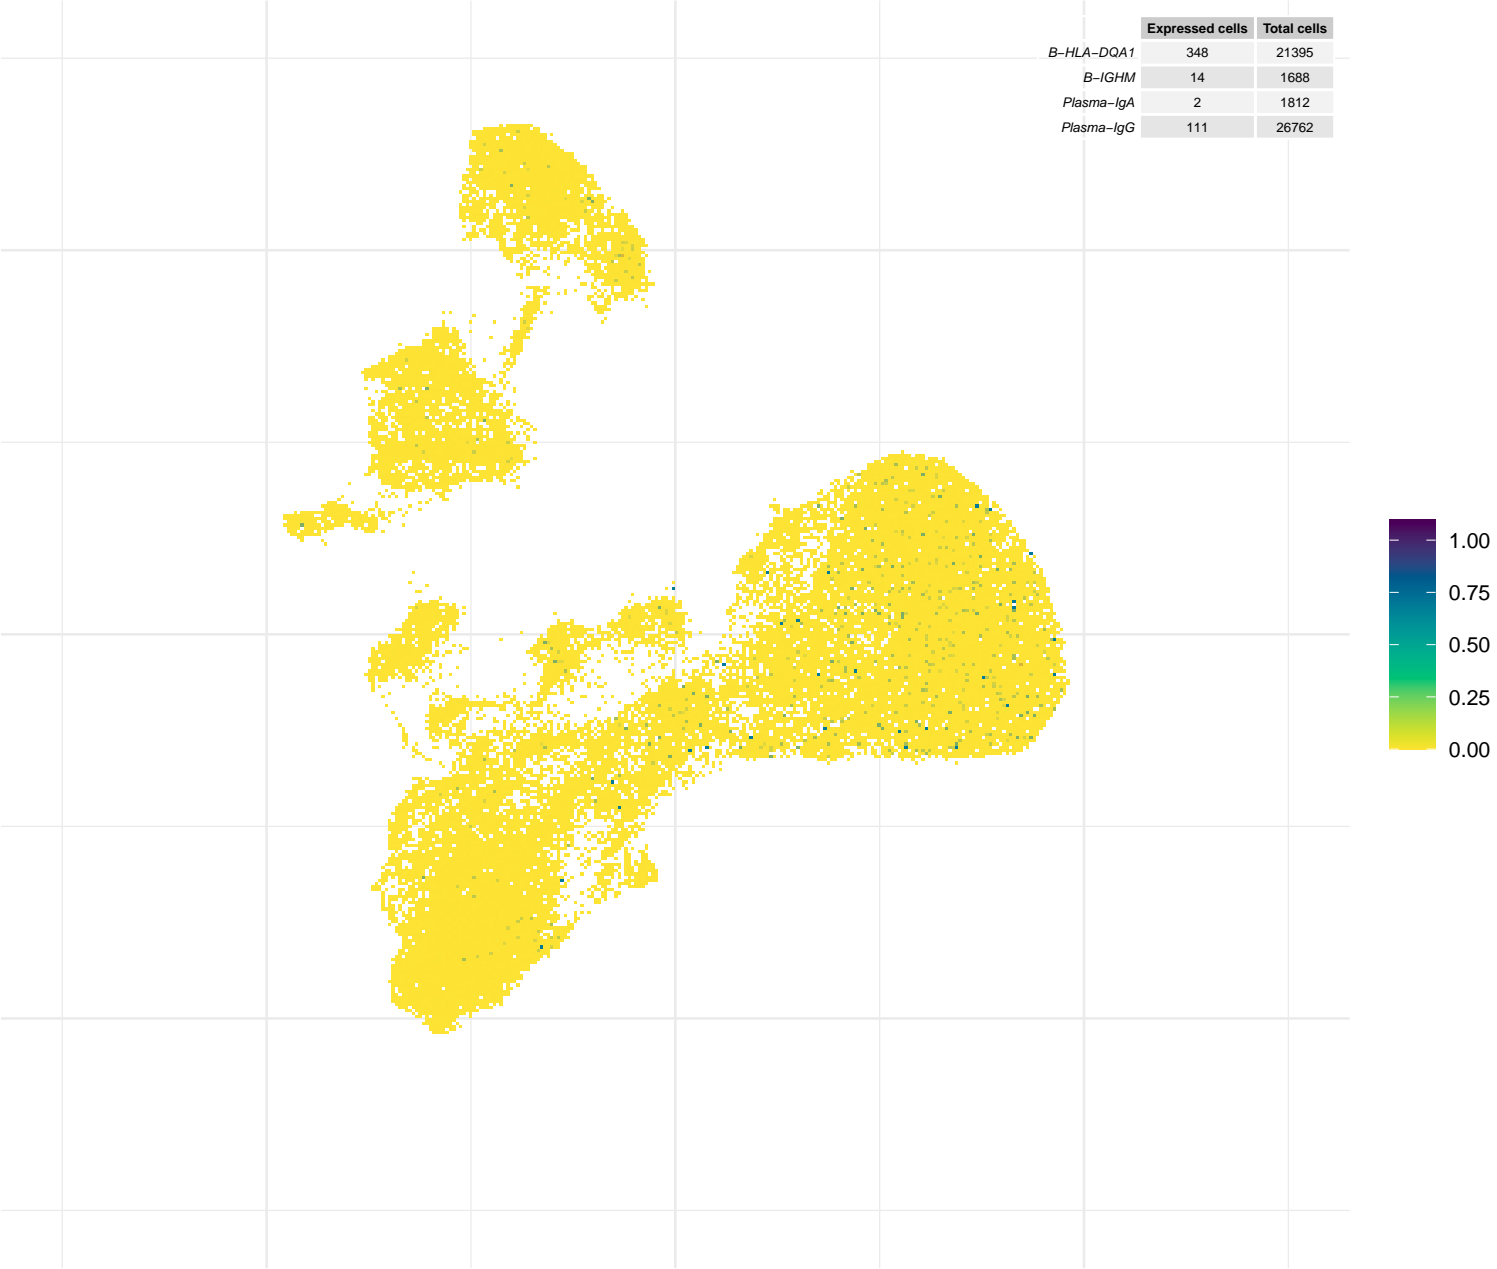 Expressed cells Total cells
B−HLA−DQA1 348 21395
B−IGHM 14 1688
Plasma−IgA 2 1812
Plasma−IgG 111 26762
1.00
0.75
0.50
0.25
0.00